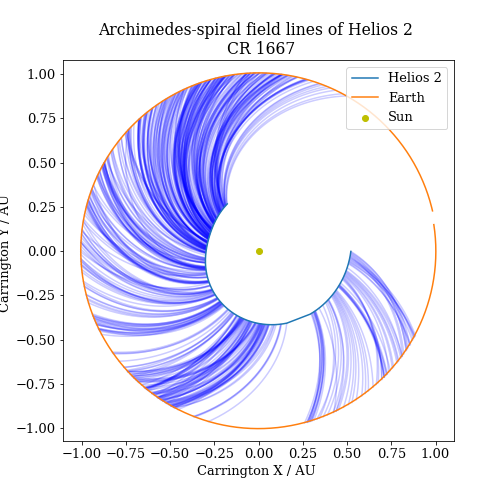 Archimedes-spiral field lines of Helios 2
CR 1667
Helios 2
Earth
Sun
1.00
0.75
0.50
0.25
0.00
−0.25
−0.50
−0.75
−1.00
Carrington Y / AU
−1.00 −0.75 −0.50 −0.25 0.00 0.25 0.50 0.75 1.00
Carrington X / AU